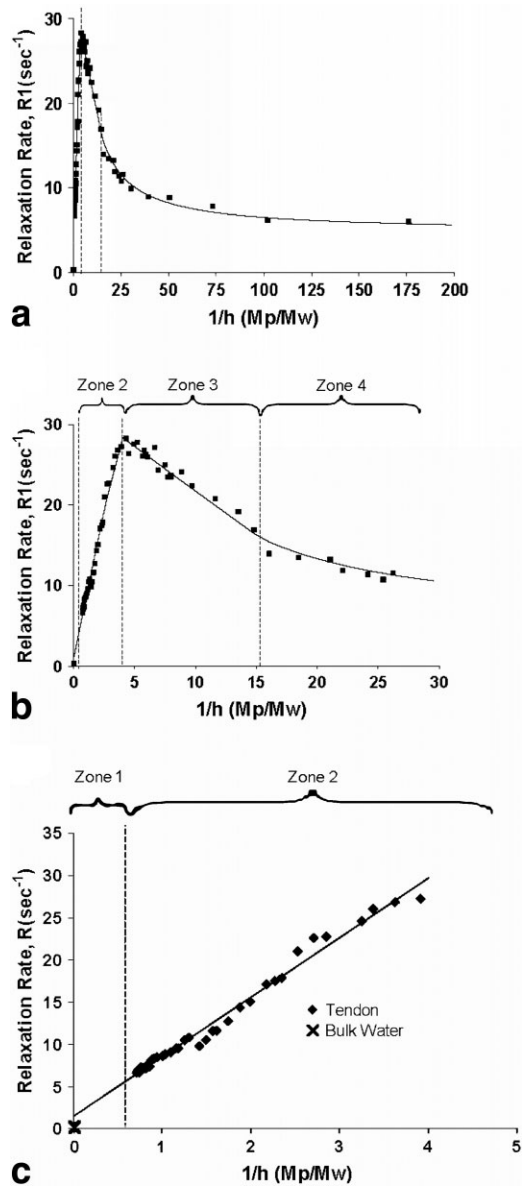 30
20
10
0
Relaxation Rate, R1(sec⁻¹)
0 25 50 75 100 125 150 175 200
1/h (Mp/Mw)
a
Zone 2 Zone 3 Zone 4
30
20
10
0
Relaxation Rate, R1(sec⁻¹)
0 5 10 15 20 25 30
1/h (Mp/Mw)
b
Zone 1 Zone 2
35
30
25
20
15
10
5
0
Relaxation Rate, R(sec⁻¹)
Tendon
Bulk Water
0 1 2 3 4 5
1/h (Mp/Mw)
c